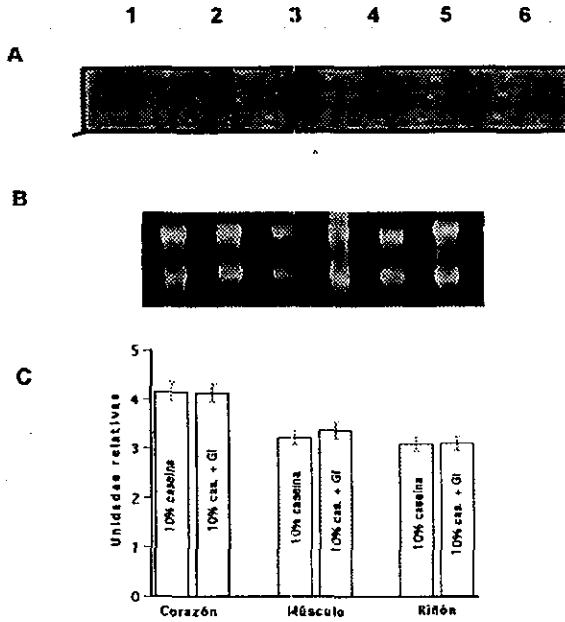 1 2 3 4 5 6
A
B
C
Unidades relativas
5
4
3
2
1
0
10% caseína
10% cas. + Gl
10% caseína
10% cas. + Gl
10% caseína
10% cas. + Gl
Corazón Músculo Riñón